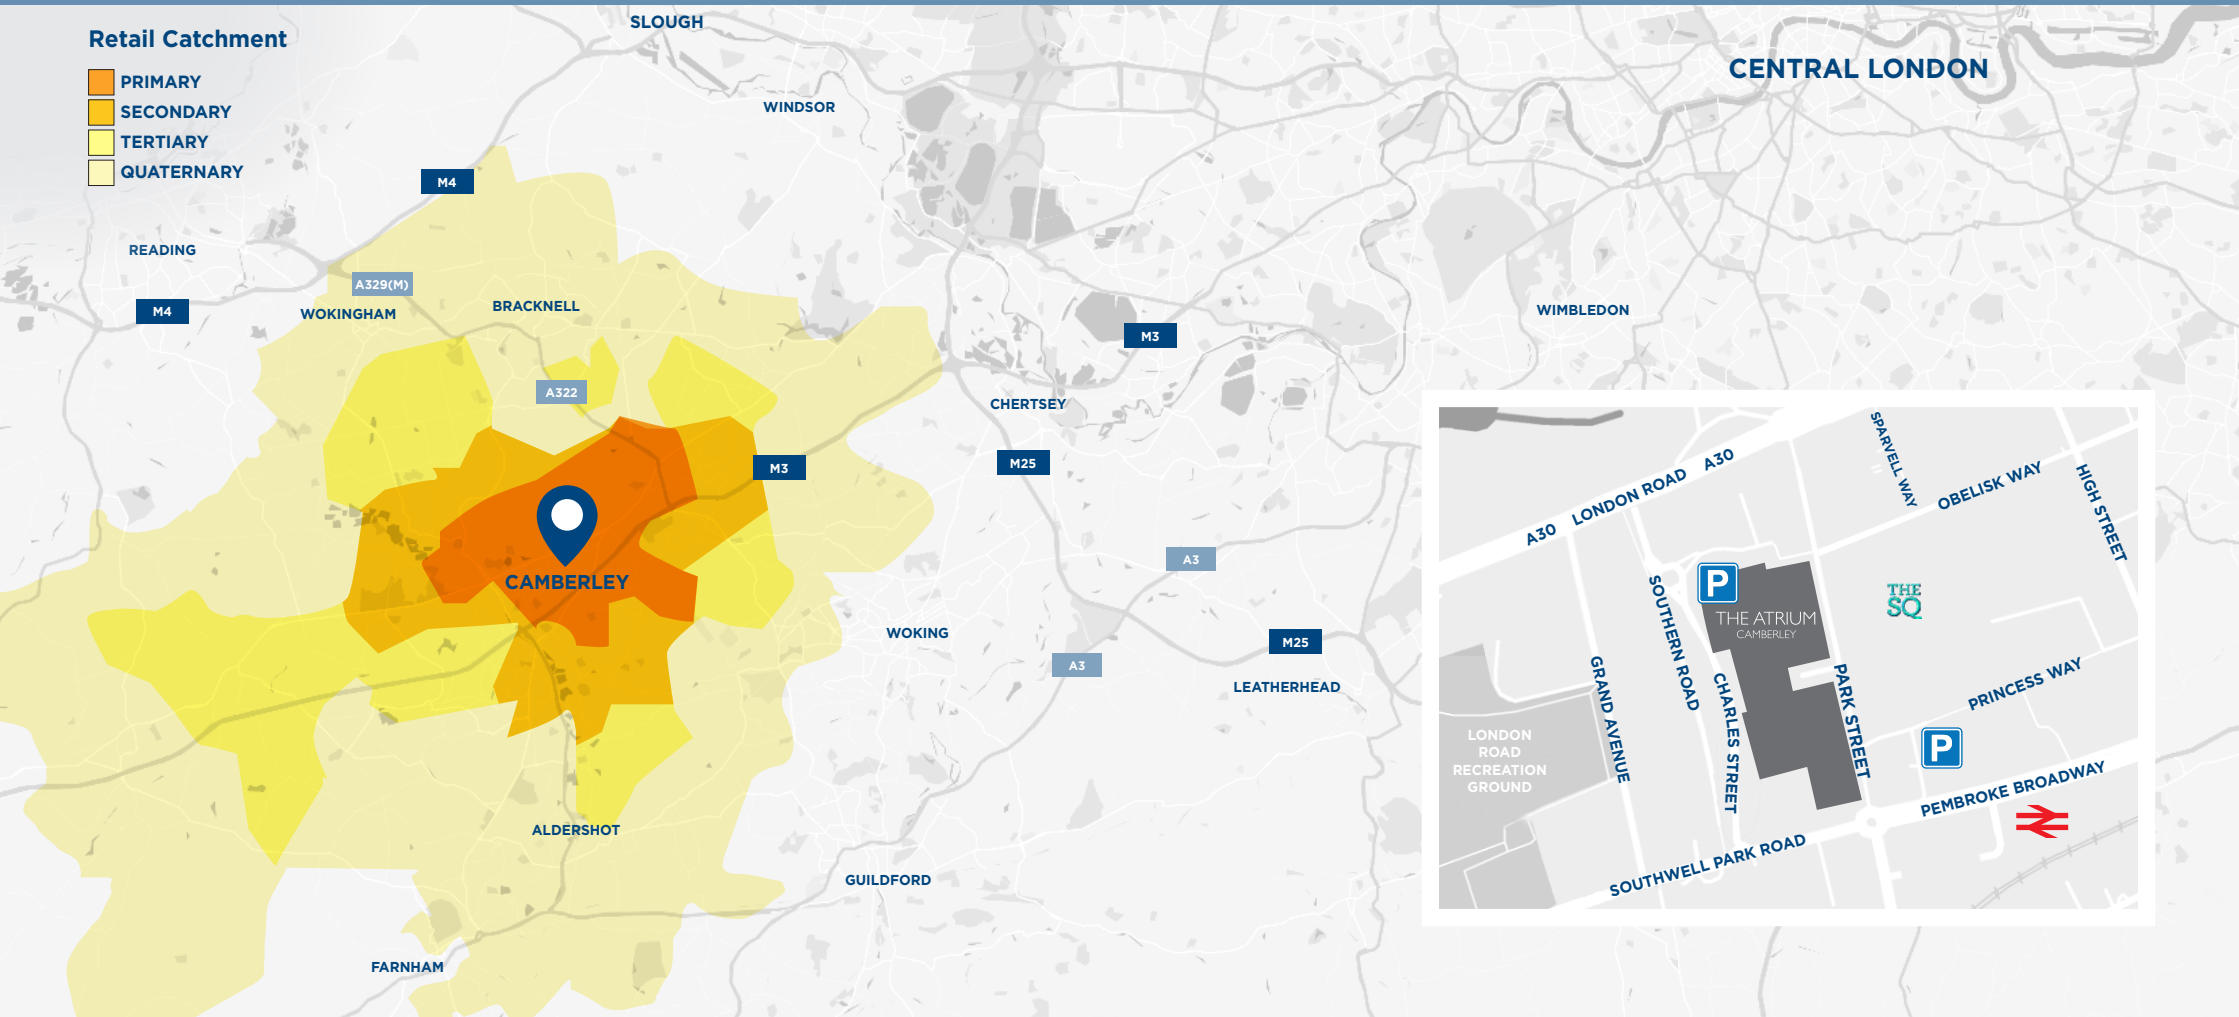 Retail Catchment
PRIMARY
SECONDARY
TERTIARY
QUATERNARY
SLOUGH
CENTRAL LONDON
WINDSOR
M4
READING
A329(M)
M4
WOKINGHAM
BRACKNELL
WIMBLEDON
M3
A322
CHERTSEY
M25
M3
A3
CAMBERLEY
WOKING
M25
A3
LEATHERHEAD
ALDERSHOT
GUILDFORD
FARNHAM
A30 LONDON ROAD A30
SPARVELL WAY
OBELISK WAY
HIGH STREET
P
THE ATRIUM
CAMBERLEY
THE
SQ
SOUTHERN ROAD
GRAND AVENUE
CHARLES STREET
PARK STREET
PRINCESS WAY
P
LONDON
ROAD
RECREATION
GROUND
PEMBROKE BROADWAY
SOUTHWELL PARK ROAD